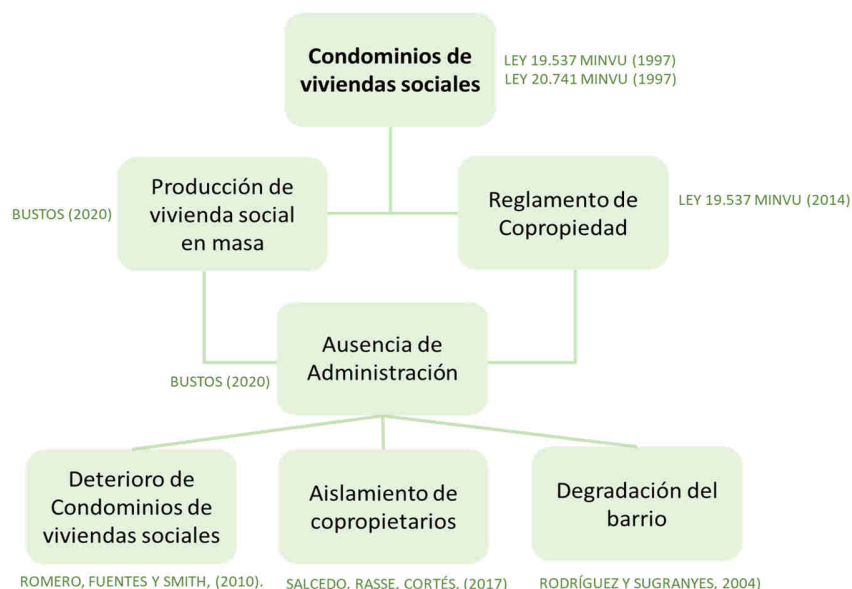 Condominios de
viviendas sociales
LEY 19.537 MINVU (1997)
LEY 20.741 MINVU (1997)
BUSTOS (2020)
Producción de
vivienda social
en masa
Reglamento de
Copropiedad
LEY 19.537 MINVU (2014)
Ausencia de
Administración
BUSTOS (2020)
Deterioro de
Condominios de
viviendas sociales
Aislamiento de
copropietarios
Degradación del
barrio
ROMERO, FUENTES Y SMITH, (2010).
SALCEDO, RASSE, CORTÉS, (2017)
RODRÍGUEZ Y SUGRANYES, 2004)